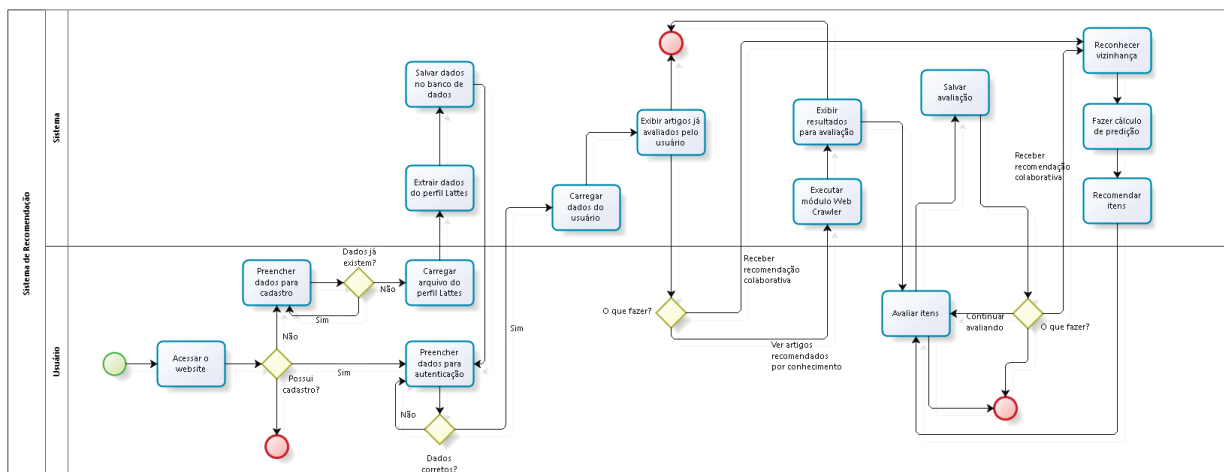 Sistema de Recomendação
Sistema
Usuário
Salvar dados
no banco de
dados
Extrair dados
do perfil Lattes
Carregar
dados do
usuário
Exibir artigos já
avaliados pelo
usuário
Exibir
resultados
para avaliação
Executar
módulo Web
Crawler
Salvar
avaliação
Reconhecer
vizinhança
Fazer cálculo
de predição
Recomendar
itens
Receber
recomendação
colaborativa
Acessar o
website
Possui
cadastro?
Não
Sim
Preencher
dados para
cadastro
Dados já
existem?
Sim
Não
Carregar
arquivo do
perfil Lattes
Preencher
dados para
autenticação
Não
Dados
corretos?
Sim
O que fazer?
Receber
recomendação
colaborativa
Ver artigos
recomendados
por conhecimento
Avaliar itens
Continuar
avaliando
O que fazer?